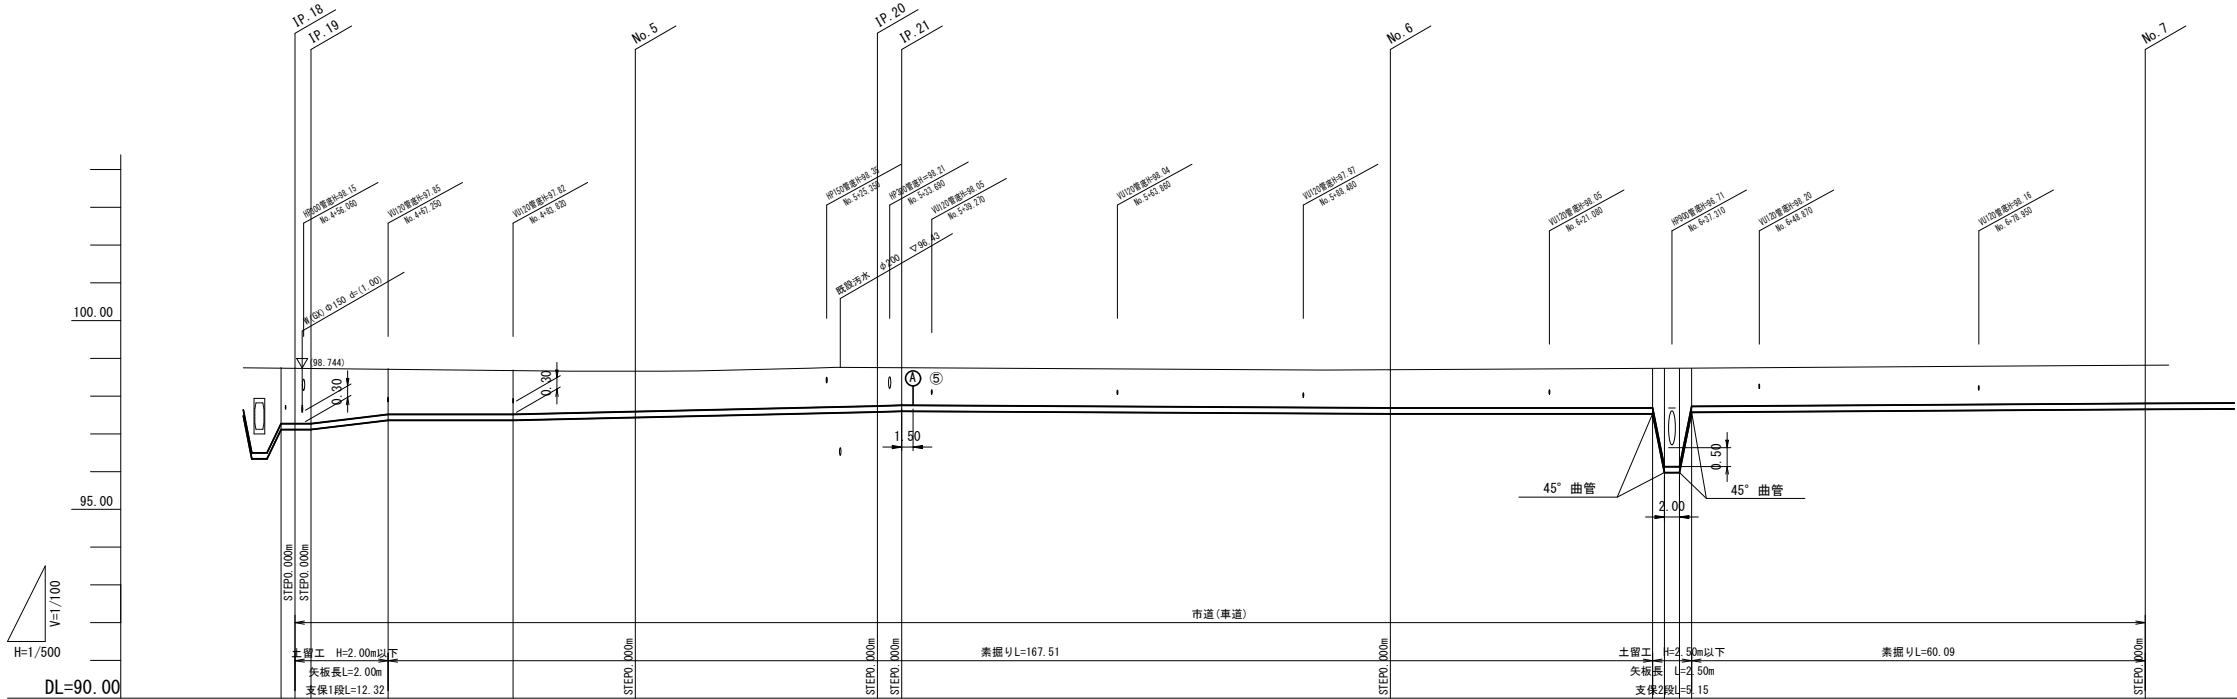 IP.18
IP.19
No.5
IP.20
IP.21
No.6
No.7
HP300管底H=98.15
No.4+56.060
VU120管底H=97.85
No.4+67.250
VU120管底H=97.82
No.4+83.820
HP150管底H=98.35
No.5+25.350
HP300管底H=98.21
No.5+33.690
VU120管底H=98.05
No.5+39.270
VU120管底H=98.04
No.5+63.860
VU120管底H=97.97
No.5+88.480
VU120管底H=98.05
No.6+21.080
HP900管底H=96.71
No.6+37.310
VU120管底H=98.20
No.6+48.870
VU120管底H=98.16
No.6+78.950
既設汚水 φ200 ▽96.43
W(GX)Φ150 d=(1.00)
100.00
(98.744)
0.30
0.30
A ⑤
1.50
0.50
95.00
45° 曲管
45° 曲管
2.00
STEP0.000m
STEP0.000m
V=1/100
H=1/500
市道(車道)
土留工 H=2.00m以下
矢板長L=2.00m
支保1段L=12.32
素掘りL=167.51
土留工 H=2.50m以下
矢板長 L=2.50m
支保2段L=5.15
素掘りL=60.09
STEP0.000m
STEP0.000m
STEP0.000m
STEP0.000m
STEP0.000m
DL=90.00